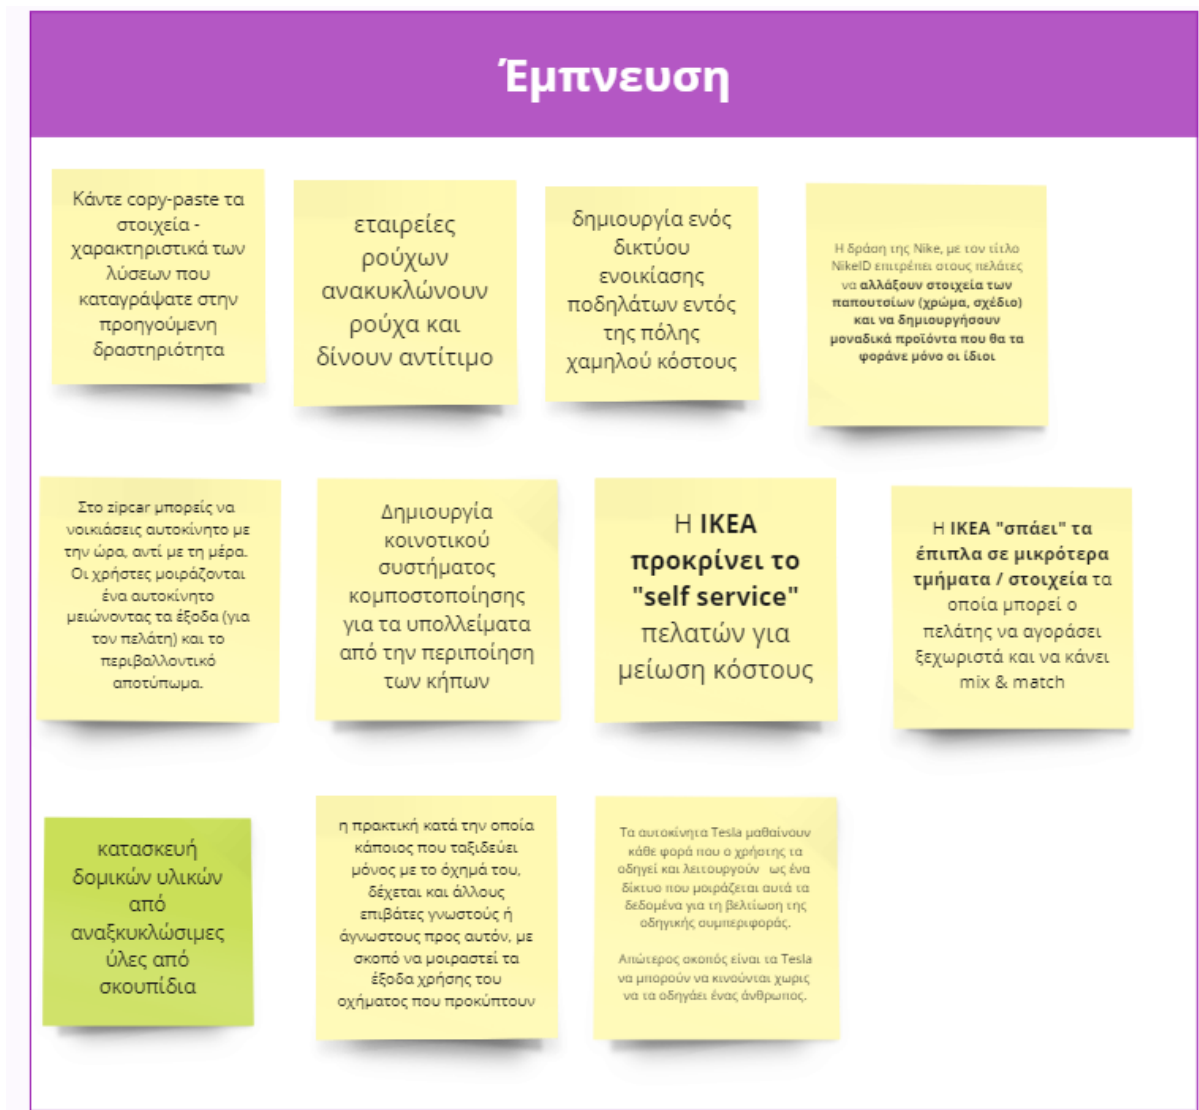 Έμπνευση
Κάντε copy-paste τα
στοιχεία -
χαρακτηριστικά των
λύσεων που
καταγράψατε στην
προηγούμενη
δραστηριότητα
εταιρείες
ρούχων
ανακυκλώνουν
ρούχα και
δίνουν αντίτιμο
δημιουργία ενός
δικτύου
ενοικίασης
ποδηλάτων εντός
της πόλης
χαμηλού κόστους
Η δράση της Nike, με τον τίτλο
NikeID επιτρέπει στους πελάτες
να αλλάξουν στοιχεία των
παπουτσίων (χρώμα, σχέδιο)
και να δημιουργήσουν
μοναδικά προϊόντα που θα τα
φοράνε μόνο οι ίδιοι
Στο zipcar μπορείς να
νοικιάσεις αυτοκίνητο με
την ώρα, αντί με τη μέρα.
Οι χρήστες μοιράζονται
ένα αυτοκίνητο
μειώνοντας τα έξοδα (για
τον πελάτη) και το
περιβαλλοντικό
αποτύπωμα.
Δημιουργία
κοινοτικού
συστήματος
κομποστοποίησης
για τα υπολλείματα
από την περιποίηση
των κήπων
Η IKEA
προκρίνει το
"self service"
πελατών για
μείωση κόστους
Η IKEA "σπάει" τα
έπιπλα σε μικρότερα
τμήματα / στοιχεία τα
οποία μπορεί ο
πελάτης να αγοράσει
ξεχωριστά και να κάνει
mix & match
κατασκευή
δομικών υλικών
από
αναξκυκλώσιμες
ύλες από
σκουπίδια
η πρακτική κατά την οποία
κάποιος που ταξιδεύει
μόνος με το όχημά του,
δέχεται και άλλους
επιβάτες γνωστούς ή
άγνωστους προς αυτόν, με
σκοπό να μοιραστεί τα
έξοδα χρήσης του
οχήματος που προκύπτουν
Τα αυτοκίνητα Tesla μαθαίνουν
κάθε φορά που ο χρήστης τα
οδηγεί και λειτουργούν ως ένα
δίκτυο που μοιράζεται αυτά τα
δεδομένα για τη βελτίωση της
οδηγικής συμπεριφοράς.
Απώτερος σκοπός είναι τα Tesla
να μπορούν να κινούνται χωρις
να τα οδηγάει ένας άνθρωπος.